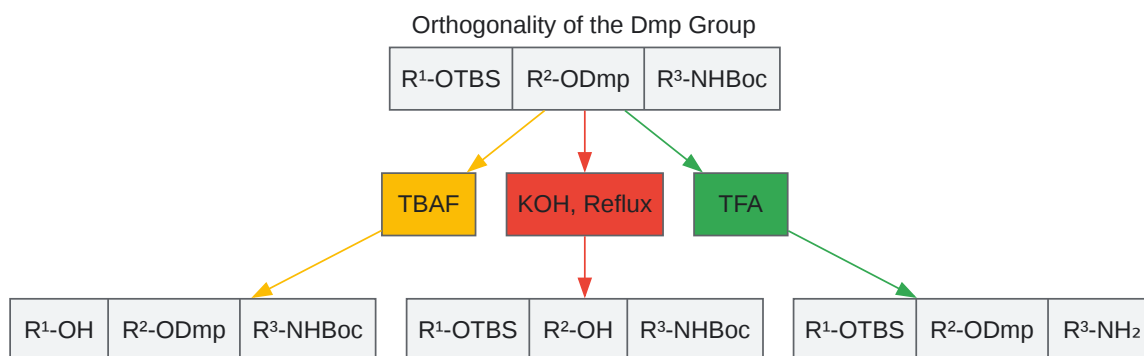 Orthogonality of the Dmp Group
R¹-OTBS R²-ODmp R³-NHBoc
TBAF KOH, Reflux TFA
R¹-OH R²-ODmp R³-NHBoc R¹-OTBS R²-OH R³-NHBoc R¹-OTBS R²-ODmp R³-NH₂